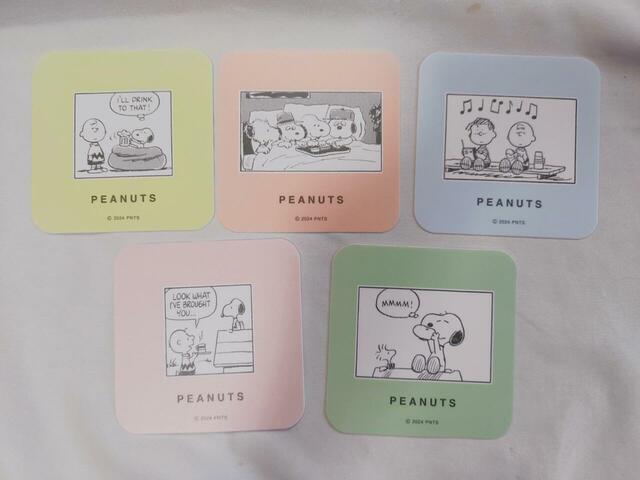 I'LL DRINK
TO THAT!
PEANUTS
© 2024 PNTS
PEANUTS
© 2024 PNTS
PEANUTS
© 2024 PNTS
LOOK WHAT
I'VE BROUGHT
YOU...
PEANUTS
© 2024 PNTS
MMMM!
PEANUTS
© 2024 PNTS